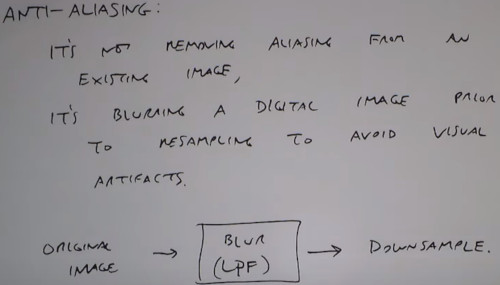 ANTI-ALIASING:
IT'S NOT REMOVING ALIASING FROM AN
EXISTING IMAGE,
IT'S BLURRING A DIGITAL IMAGE PRIOR
TO RESAMPLING TO AVOID VISUAL
ARTIFACTS.
ORIGINAL IMAGE → BLUR (LPF) → DOWNSAMPLE.